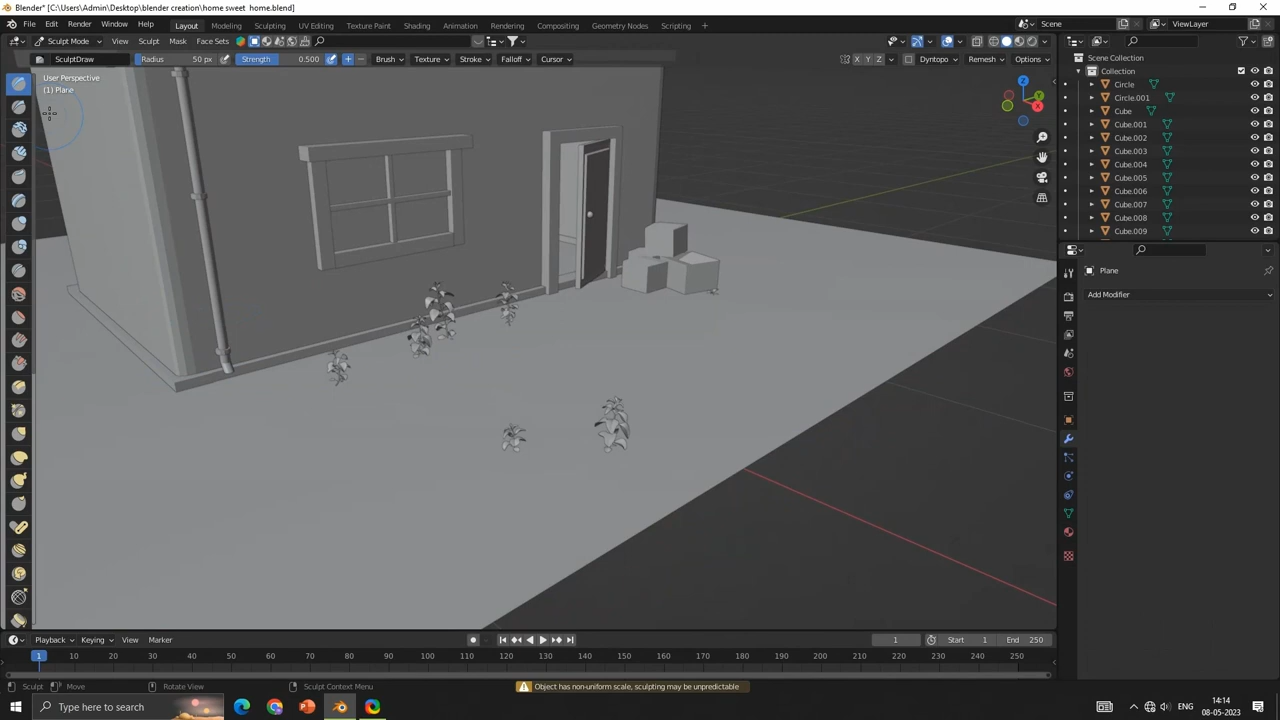 Blender* [C:\Users\Admin\Desktop\blender creation\home sweet  home.blend]
File Edit Render Window Help Layout Modeling Sculpting UV Editing Texture Paint Shading Animation Rendering Compositing Geometry Nodes Scripting + Scene ViewLayer
Sculpt Mode View Sculpt Mask Face Sets
SculptDraw Radius 50 px Strength 0.500 Brush Texture Stroke Falloff Cursor X Y Z Dyntopo Remesh Options
User Perspective
(1) Plane
Scene Collection
Collection
Circle
Circle.001
Cube
Cube.001
Cube.002
Cube.003
Cube.004
Cube.005
Cube.006
Cube.007
Cube.008
Cube.009
Plane
Add Modifier
Playback Keying View Marker 1 Start 1 End 250
1 10 20 30 40 50 60 70 80 90 100 110 120 130 140 150 160 170 180 190 200 210 220 230 240 250
Sculpt Move Rotate View Sculpt Context Menu Object has non-uniform scale, sculpting may be unpredictable
Type here to search ENG 14:14
08-05-2023